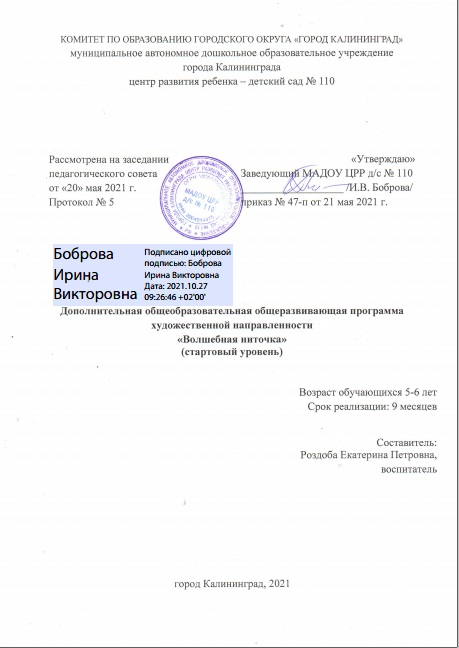 КОМИТЕТ ПО ОБРАЗОВАНИЮ ГОРОДСКОГО ОКРУГА «ГОРОД КАЛИНИНГРАД»
муниципальное автономное дошкольное образовательное учреждение
города Калининграда
центр развития ребенка – детский сад № 110
Рассмотрена на заседании
педагогического совета
от «20» мая 2021 г.
Протокол № 5
«Утверждаю»
Заведующий МАДОУ ЦРР д/с № 110
/И.В. Боброва/
приказ № 47-п от 21 мая 2021 г.
МАДОУ ЦРР
д/с № 110
Боброва
Ирина
Викторовна
Подписано цифровой
подписью: Боброва
Ирина Викторовна
Дата: 2021.10.27
09:26:46 +02'00'
Дополнительная общеобразовательная общеразвивающая программа
художественной направленности
«Волшебная ниточка»
(стартовый уровень)
Возраст обучающихся 5-6 лет
Срок реализации: 9 месяцев
Составитель:
Роздоба Екатерина Петровна,
воспитатель
город Калининград, 2021